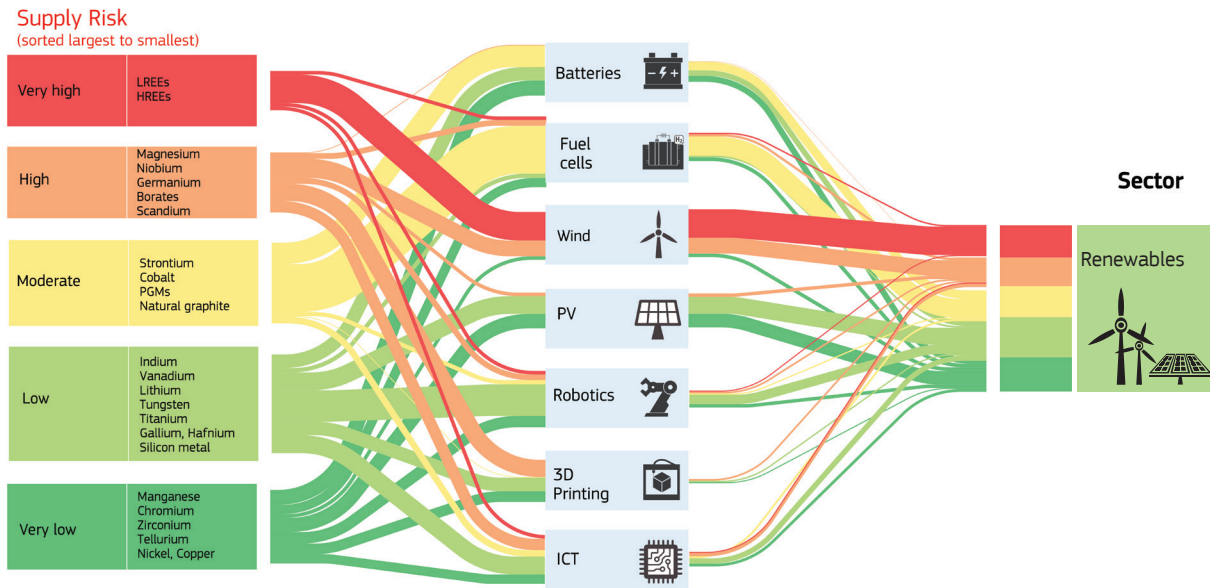 Supply Risk
(sorted largest to smallest)
Very high
LREEs
HREEs
High
Magnesium
Niobium
Germanium
Borates
Scandium
Moderate
Strontium
Cobalt
PGMs
Natural graphite
Low
Indium
Vanadium
Lithium
Tungsten
Titanium
Gallium, Hafnium
Silicon metal
Very low
Manganese
Chromium
Zirconium
Tellurium
Nickel, Copper
Batteries
Fuel
cells
H2
Wind
PV
Robotics
3D
Printing
ICT
Sector
Renewables